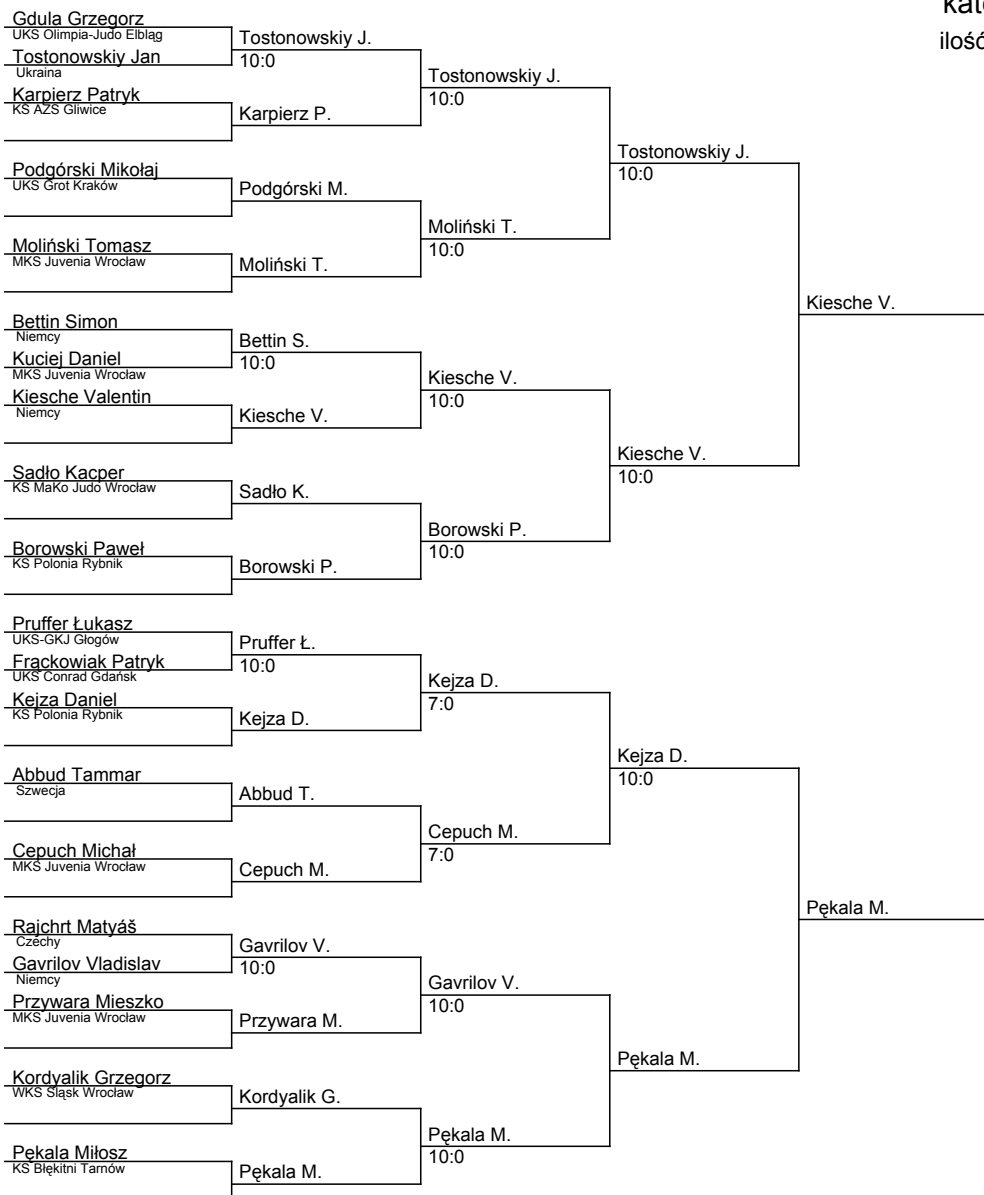 kate
ilość
Gdula Grzegorz
UKS Olimpia-Judo Elbląg
Tostonowskiy Jan
Ukraina
Karpierz Patryk
KS AZS Gliwice
Podgórski Mikołaj
UKS Grot Kraków
Moliński Tomasz
MKS Juvenia Wrocław
Bettin Simon
Niemcy
Kuciej Daniel
MKS Juvenia Wrocław
Kiesche Valentin
Niemcy
Sadło Kacper
KS MaKo Judo Wrocław
Borowski Paweł
KS Polonia Rybnik
Pruffer Łukasz
UKS-GKJ Głogów
Frąckowiak Patryk
UKS Conrad Gdańsk
Kejza Daniel
KS Polonia Rybnik
Abbud Tammar
Szwecja
Cepuch Michał
MKS Juvenia Wrocław
Rajchrt Matyáš
Czechy
Gavrilov Vladislav
Niemcy
Przywara Mieszko
MKS Juvenia Wrocław
Kordyalik Grzegorz
WKS Śląsk Wrocław
Pękala Miłosz
KS Błękitni Tarnów
Tostonowskiy J.
10:0
Karpierz P.
Podgórski M.
Moliński T.
Bettin S.
10:0
Kiesche V.
Sadło K.
Borowski P.
Pruffer Ł.
10:0
Kejza D.
Abbud T.
Cepuch M.
Gavrilov V.
10:0
Przywara M.
Kordyalik G.
Pękala M.
Tostonowskiy J.
10:0
Moliński T.
10:0
Kiesche V.
10:0
Borowski P.
10:0
Kejza D.
7:0
Cepuch M.
7:0
Gavrilov V.
10:0
Pękala M.
10:0
Tostonowskiy J.
10:0
Kiesche V.
10:0
Kejza D.
10:0
Pękala M.
Kiesche V.
Pękala M.